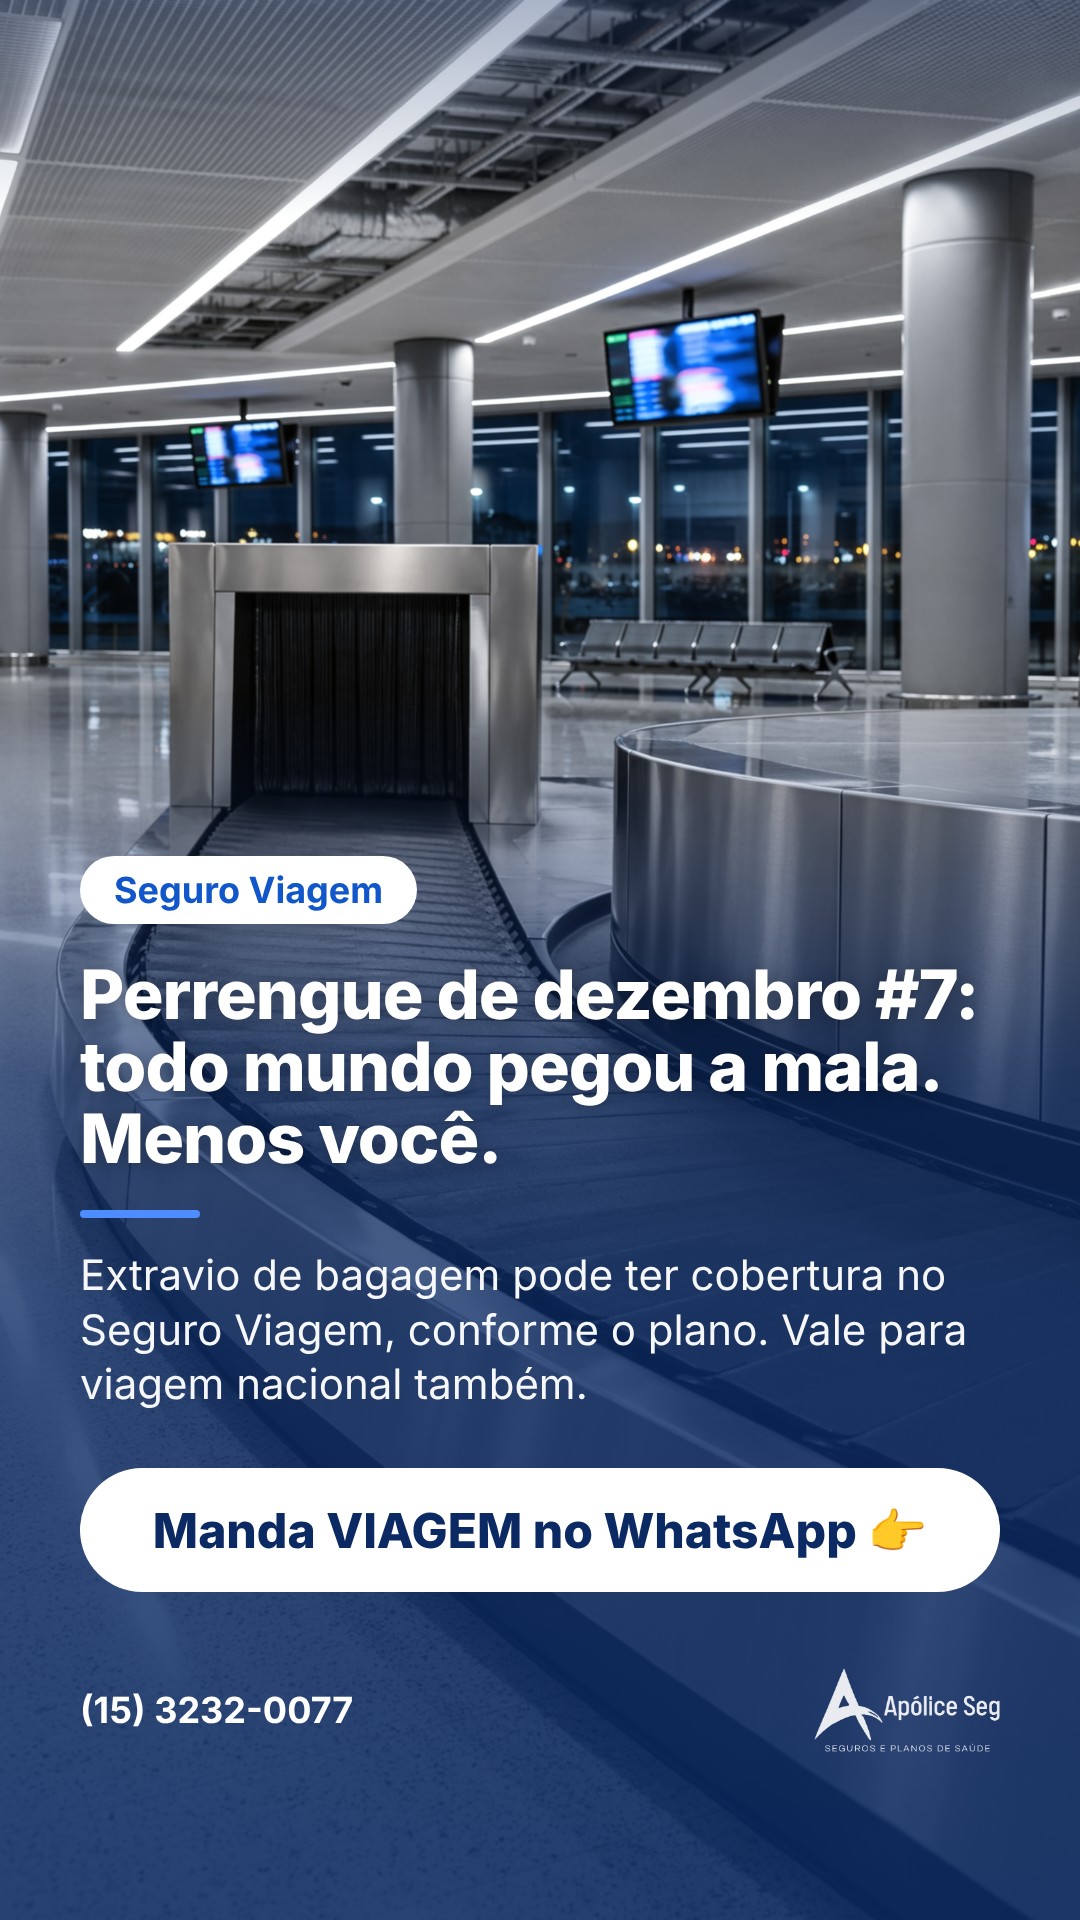 Seguro Viagem
Perrengue de dezembro #7:
todo mundo pegou a mala.
Menos você.
Extravio de bagagem pode ter cobertura no
Seguro Viagem, conforme o plano. Vale para
viagem nacional também.
Manda VIAGEM no WhatsApp 👉
(15) 3232-0077
Apólice Seg
SEGUROS E PLANOS DE SAÚDE